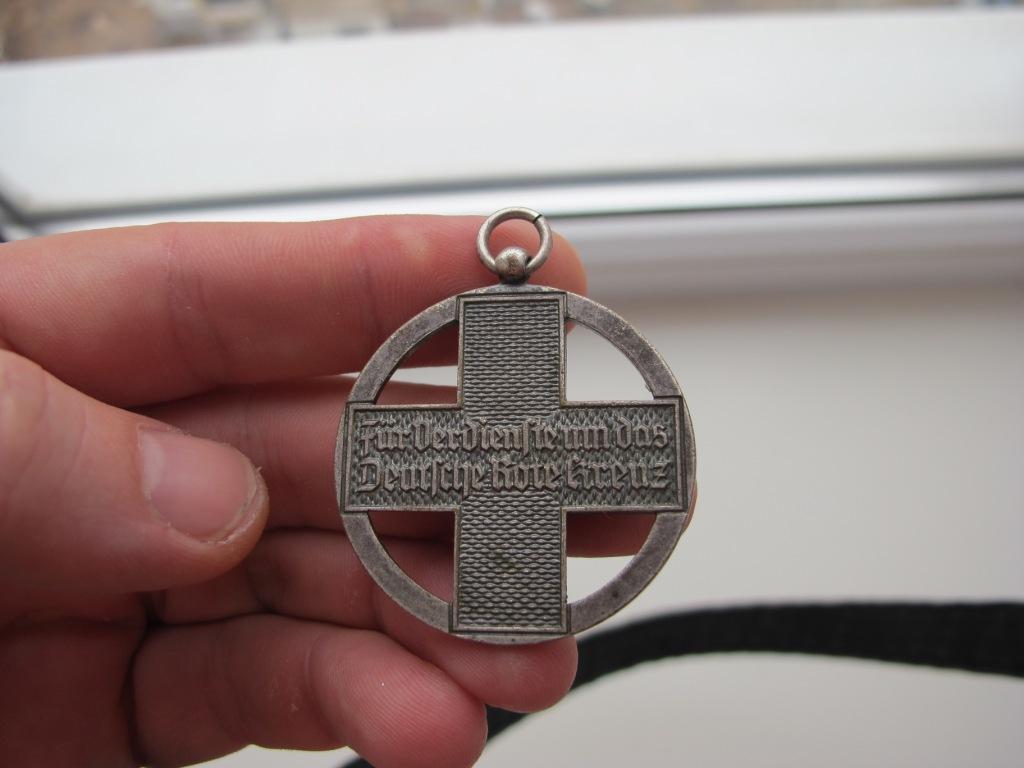 Für Verdienste um das
Deutsche Rote Kreuz